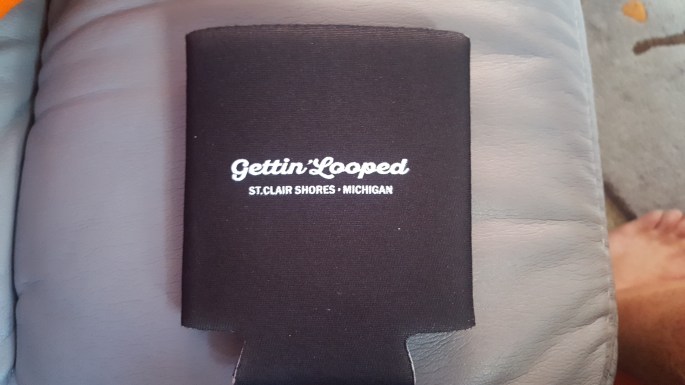 Gettin' Looped
ST. CLAIR SHORES • MICHIGAN